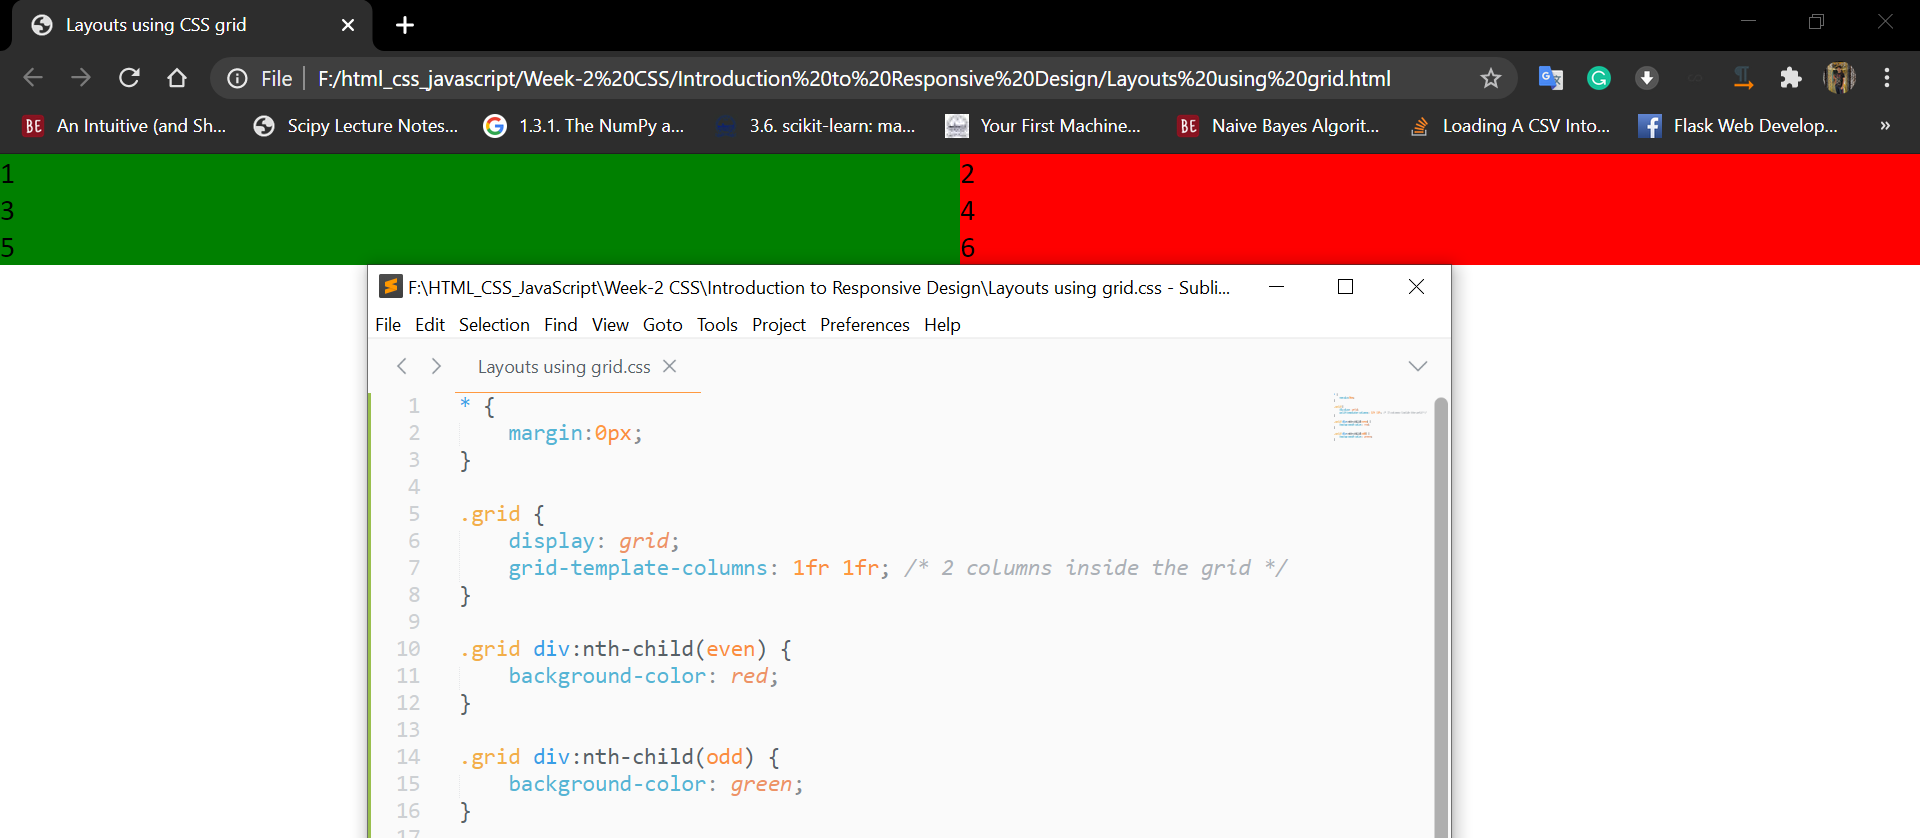 Layouts using CSS grid
File F:/html_css_javascript/Week-2%20CSS/Introduction%20to%20Responsive%20Design/Layouts%20using%20grid.html
BE An Intuitive (and Sh... Scipy Lecture Notes... 1.3.1. The NumPy a... 3.6. scikit-learn: ma... Your First Machine... BE Naive Bayes Algorit... Loading A CSV Into... Flask Web Develop... »
1 2
3 4
5 6
F:\HTML_CSS_JavaScript\Week-2 CSS\Introduction to Responsive Design\Layouts using grid.css - Subli...
File Edit Selection Find View Goto Tools Project Preferences Help
Layouts using grid.css
1 * {
2 margin:0px;
3 }
4
5 .grid {
6 display: grid;
7 grid-template-columns: 1fr 1fr; /* 2 columns inside the grid */
8 }
9
10 .grid div:nth-child(even) {
11 background-color: red;
12 }
13
14 .grid div:nth-child(odd) {
15 background-color: green;
16 }
17